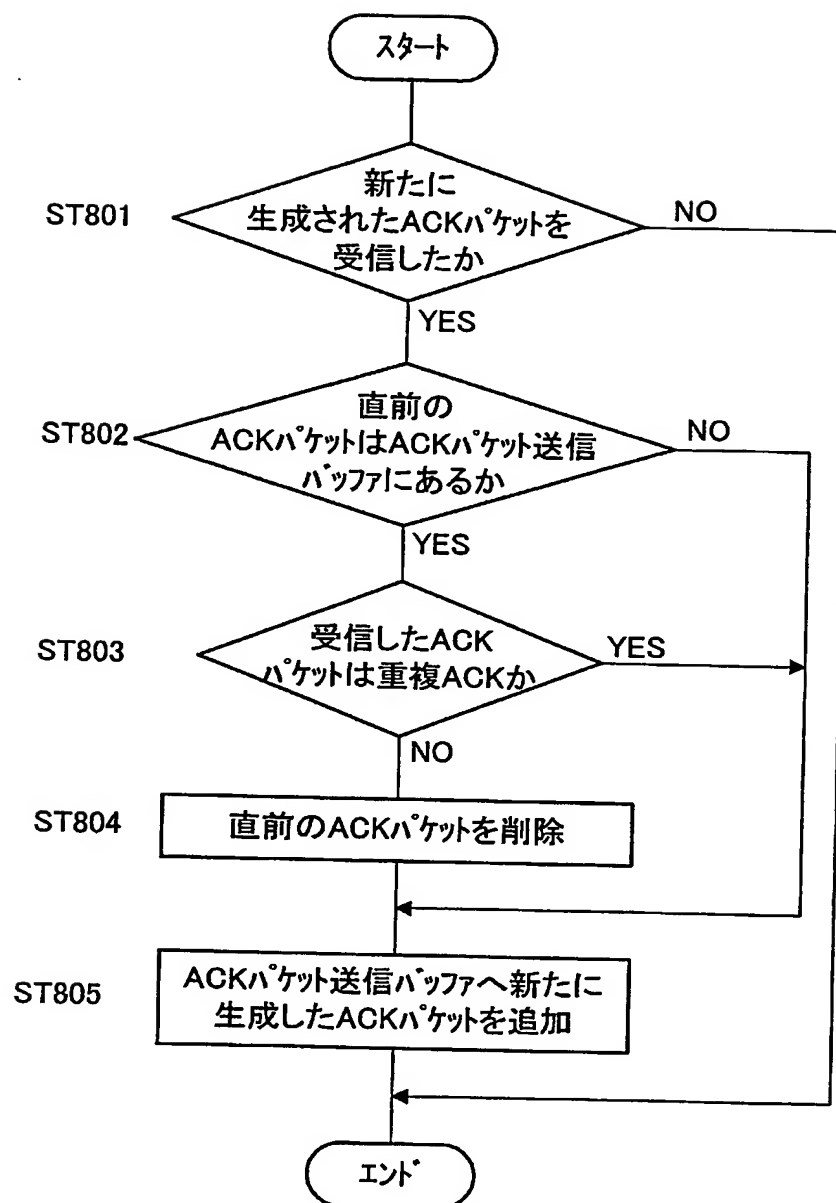 スタート
ST801
新たに
生成されたACKパケットを
受信したか
NO
YES
ST802
直前の
ACKパケットはACKパケット送信
バッファにあるか
NO
YES
ST803
受信したACK
パケットは重複ACKか
YES
NO
ST804
直前のACKパケットを削除
ST805
ACKパケット送信バッファへ新たに
生成したACKパケットを追加
エンド